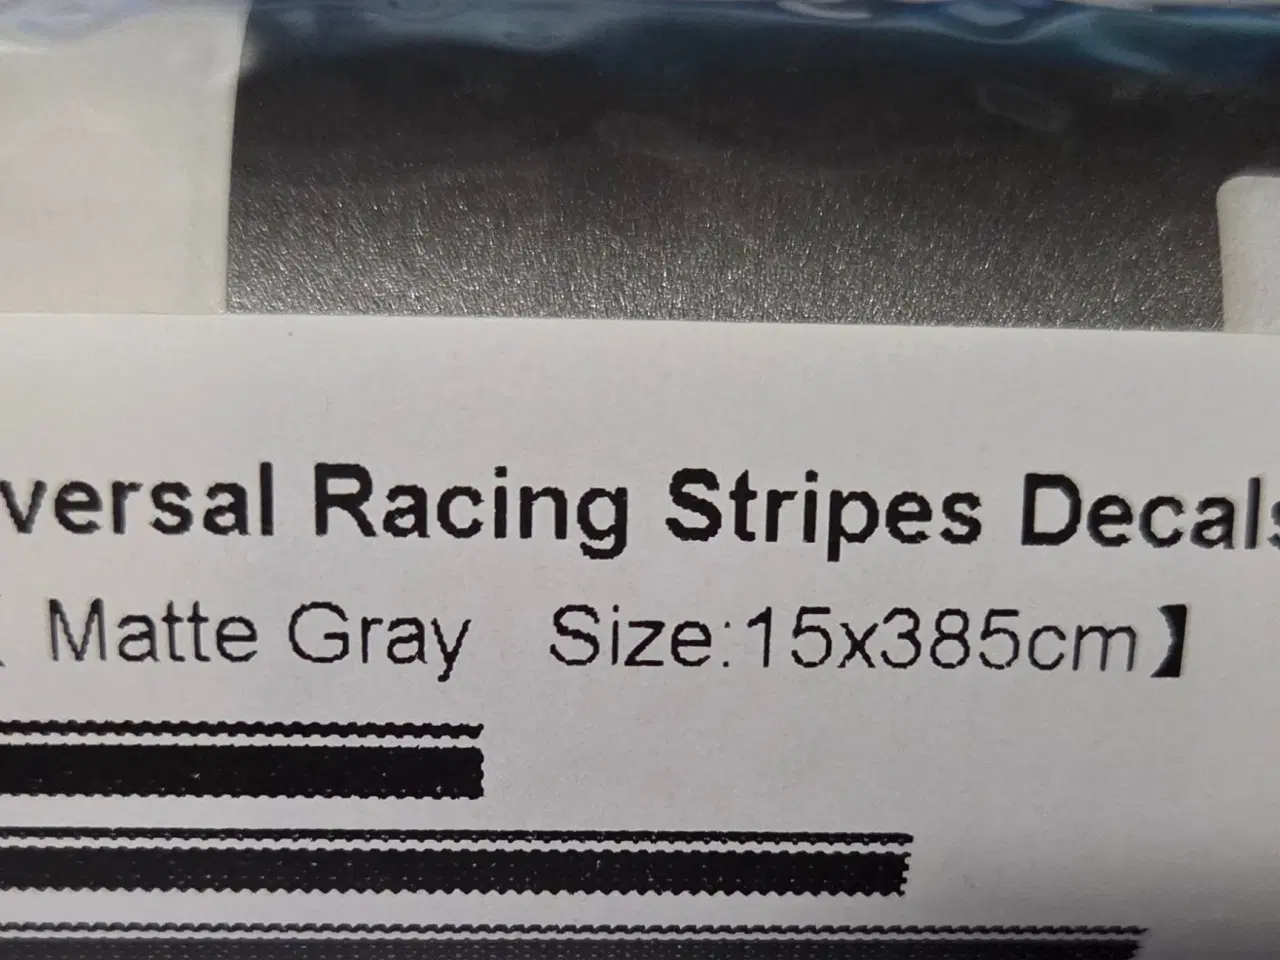 versal Racing Stripes Decals
Matte Gray Size:15x385cm】